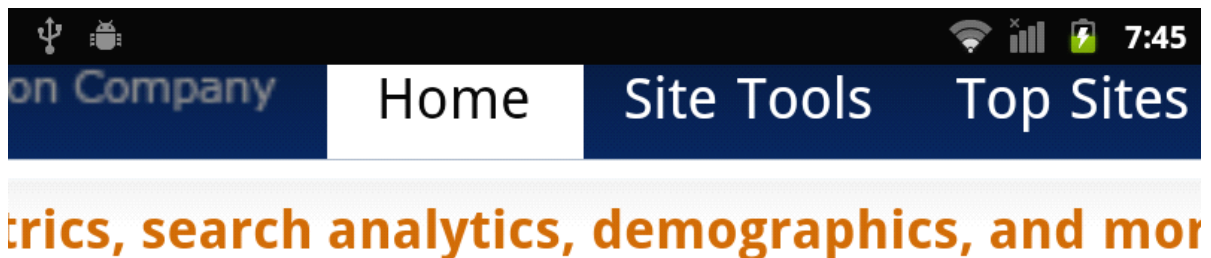 7:45
on Company Home Site Tools Top Sites
trics, search analytics, demographics, and mor